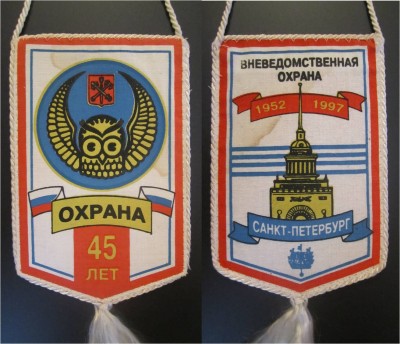 ОХРАНА
45
ЛЕТ
ВНЕВЕДОМСТВЕННАЯ
ОХРАНА
1952 1997
САНКТ-ПЕТЕРБУРГ